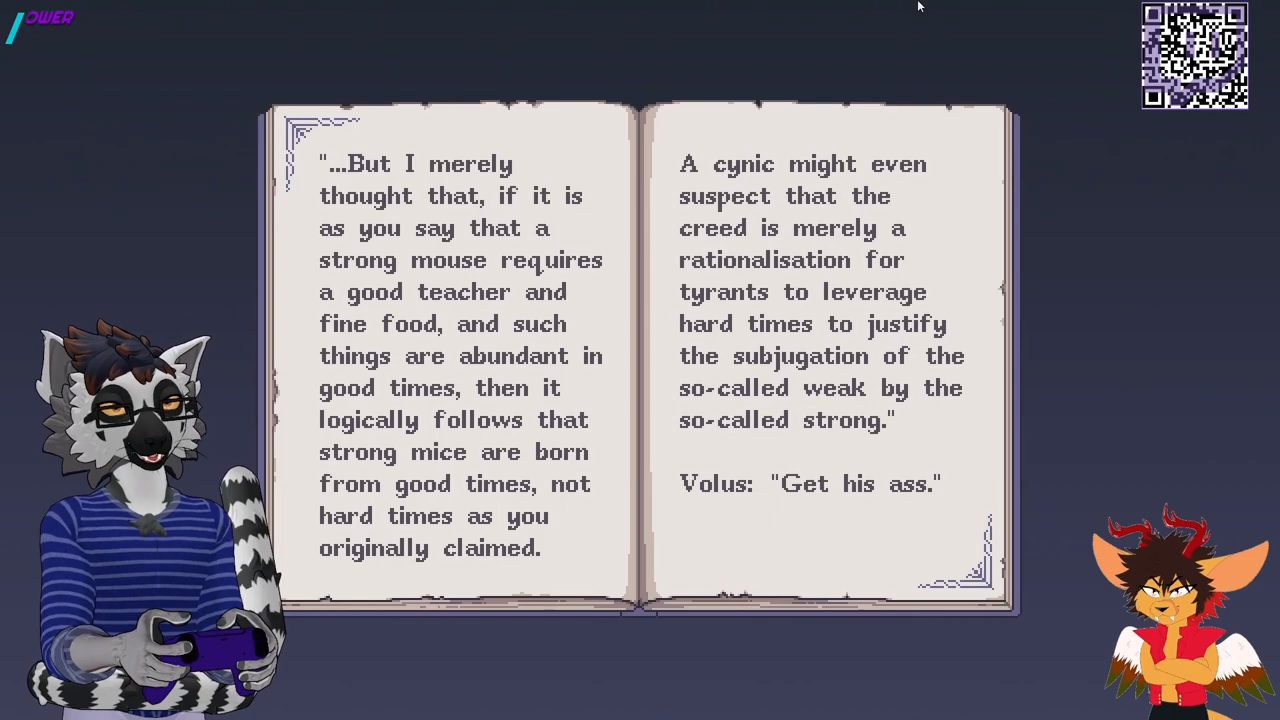 OWER
"...But I merely
thought that, if it is
as you say that a
strong mouse requires
a good teacher and
fine food, and such
things are abundant in
good times, then it
logically follows that
strong mice are born
from good times, not
hard times as you
originally claimed.
A cynic might even
suspect that the
creed is merely a
rationalisation for
tyrants to leverage
hard times to justify
the subjugation of the
so-called weak by the
so-called strong."
Volus: "Get his ass."